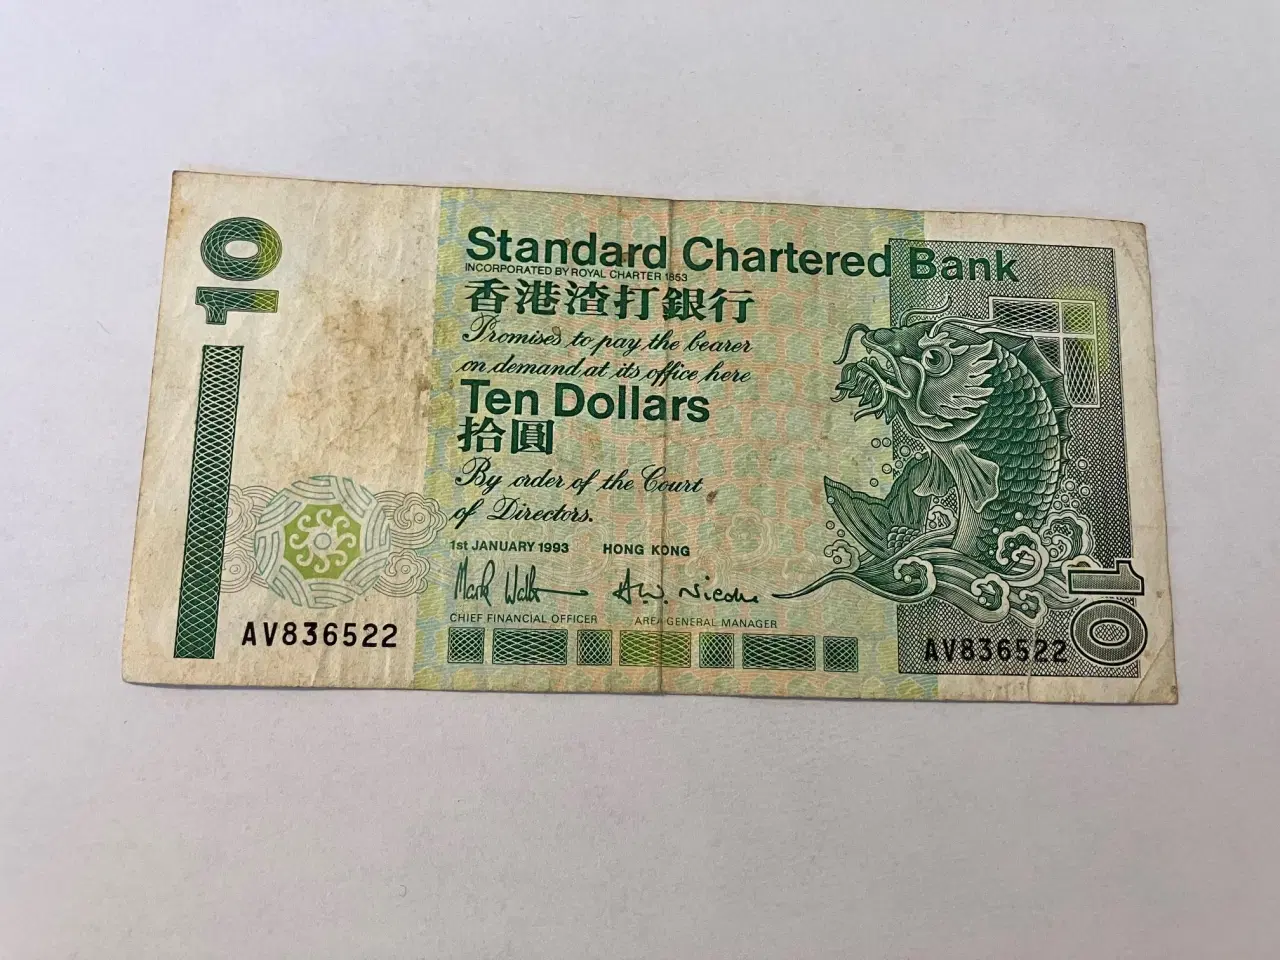 10
Standard Chartered Bank
INCORPORATED BY ROYAL CHARTER 1853
香港渣打銀行
Promises to pay the bearer
on demand at its office here
Ten Dollars
拾圓
By order of the Court
of Directors.
1st JANUARY 1993 HONG KONG
CHIEF FINANCIAL OFFICER AREA GENERAL MANAGER
AV836522
AV836522
10